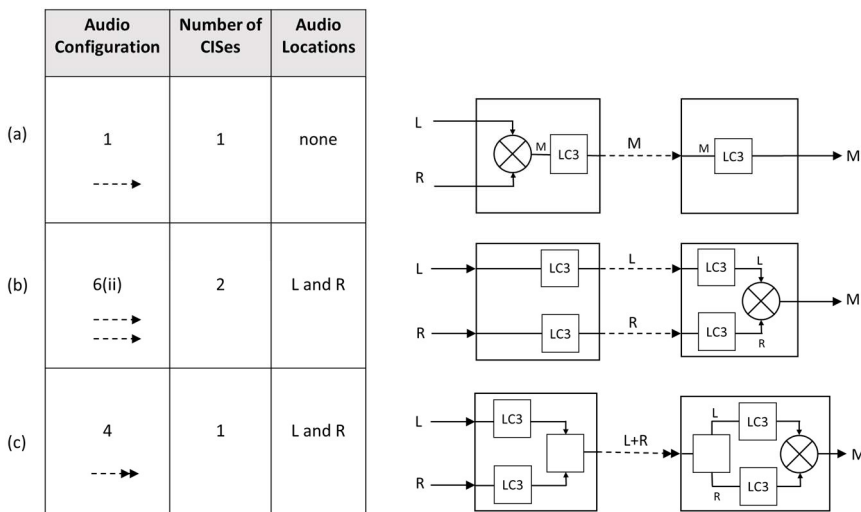 Audio Configuration
Number of CISes
Audio Locations
(a)
1
1
none
L
R
M
LC3
M
M
LC3
M
(b)
6(ii)
2
L and R
L
R
LC3
LC3
L
R
LC3
LC3
L
R
M
(c)
4
1
L and R
L
R
LC3
LC3
L+R
L
R
LC3
LC3
M